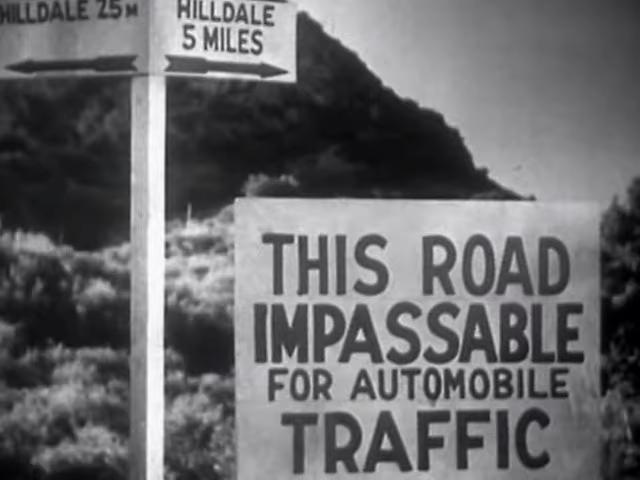 HILLDALE 25 M
HILLDALE
5 MILES
THIS ROAD
IMPASSABLE
FOR AUTOMOBILE
TRAFFIC